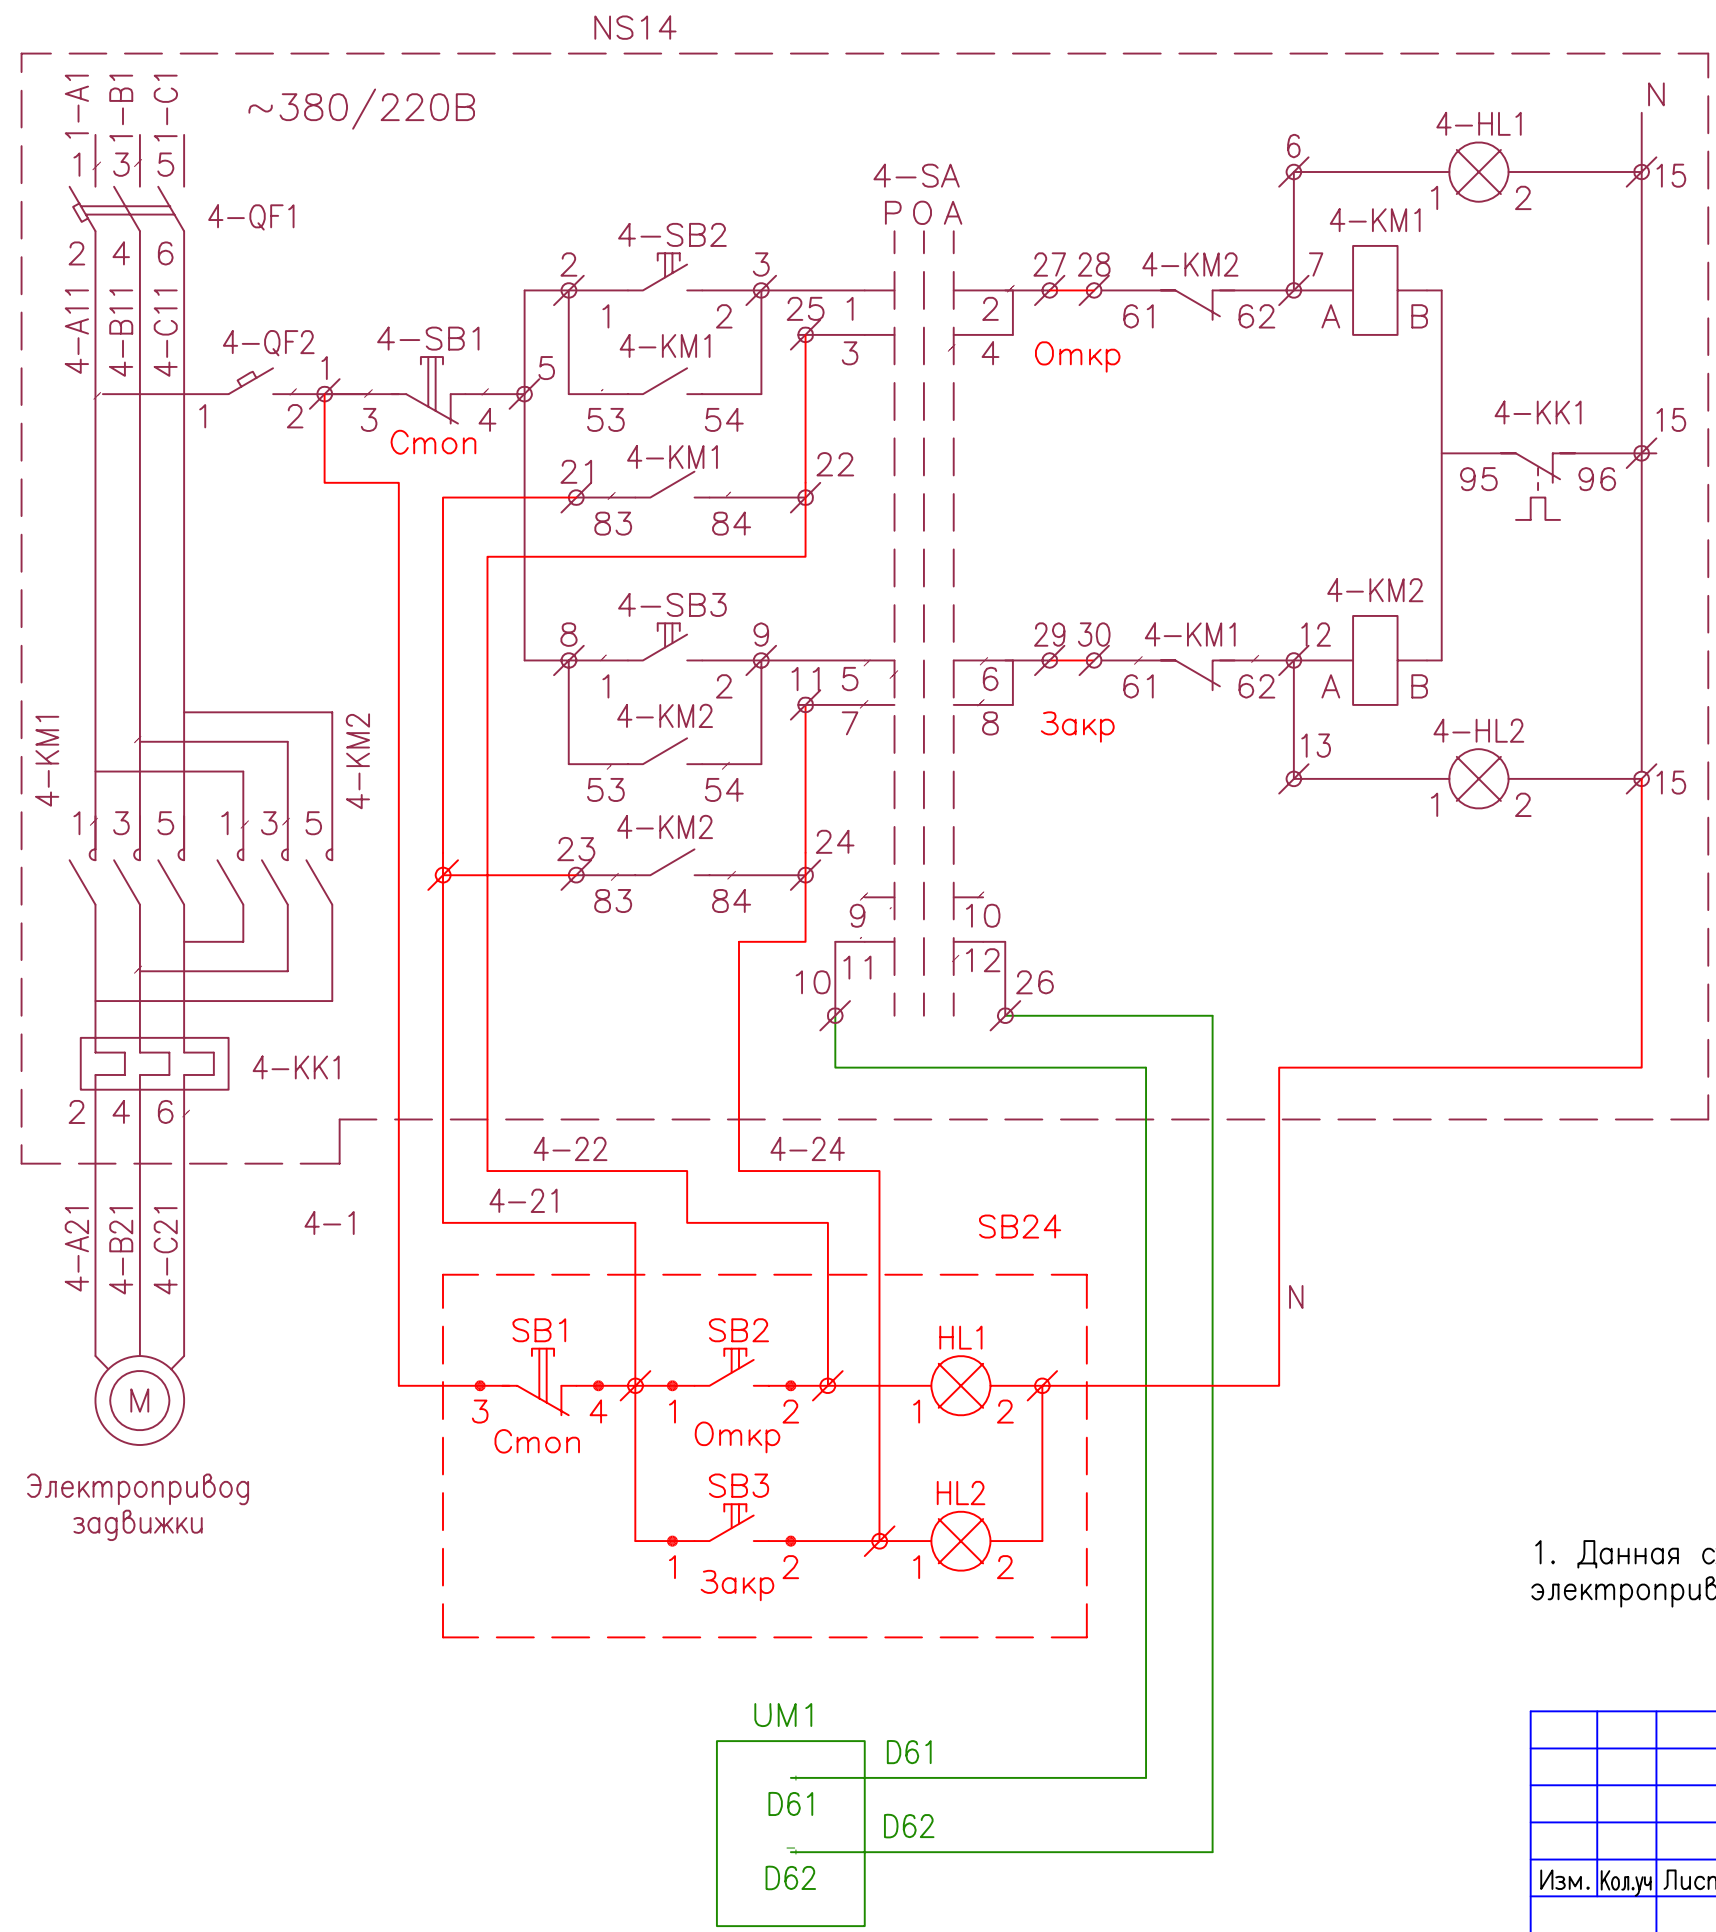 NS14
1-A1
1-B1
1-C1
~380/220В
N
4-HL1
6
15
1
2
1
3
5
4-SA
P O A
4-QF1
4-KM1
2
4
6
4-SB2
2
3
27
28
4-KM2
7
1
2
25
1
2
61
62
A
B
4-A11
4-B11
4-C11
4-QF2
4-SB1
4-KM1
3
4
Откр
1
5
1
2
3
4
53
54
4-KK1
15
Стоп
4-KM1
21
22
95
96
83
84
4-SB3
4-KM2
8
9
29
30
4-KM1
12
1
2
11
5
6
61
62
A
B
4-KM1
4-KM2
4-KM2
7
8
Закр
13
4-HL2
15
53
54
1
2
1
3
5
1
3
5
4-KM2
23
24
83
84
9
10
11
12
10
26
4-KK1
2
4
6
4-22
4-24
4-21
4-A21
4-B21
4-C21
4-1
SB24
N
SB1
SB2
HL1
M
3
4
1
2
1
2
Стоп
Откр
SB3
HL2
Электропривод
задвижки
1
2
1
2
Закр
1. Данная с
электроприв
UM1
D61
D61
D62
D62
Изм.
Кол.уч
Лист